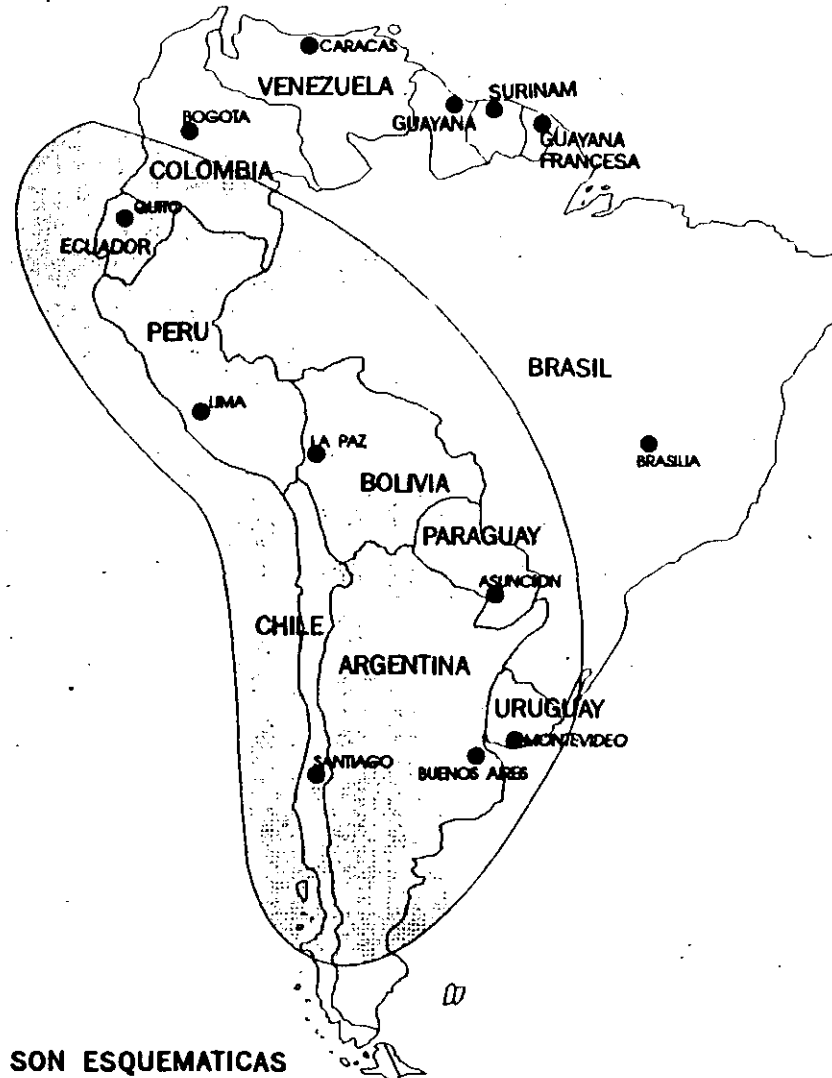 CARACAS
VENEZUELA
SURINAM
BOGOTA
GUAYANA
GUAYANA
FRANCESA
COLOMBIA
QUITO
ECUADOR
PERU
BRASIL
LIMA
LA PAZ
BRASILIA
BOLIVIA
PARAGUAY
ASUNCION
CHILE
ARGENTINA
URUGUAY
MONTEVIDEO
SANTIAGO
BUENOS AIRES
SON ESQUEMATICAS